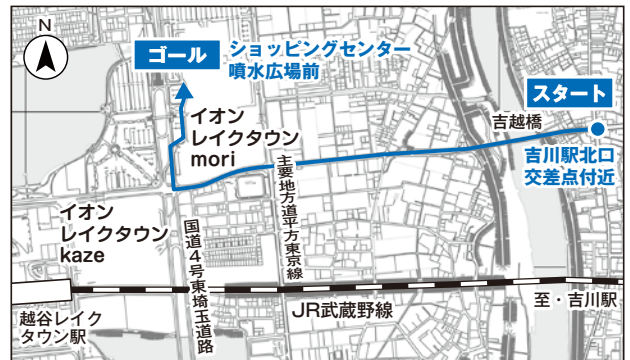 N
ゴール
ショッピングセンター
噴水広場前
スタート
吉越橋
吉川駅北口
交差点付近
イオン
レイクタウン
mori
主要地方道平方東京線
イオン
レイクタウン
kaze
国道4号東埼玉道路
JR武蔵野線
至・吉川駅
越谷レイク
タウン駅